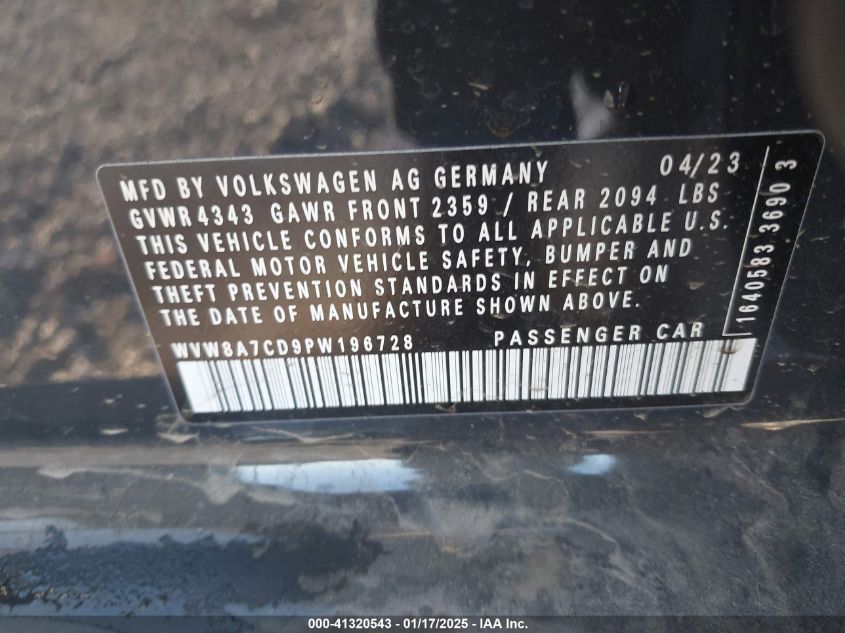 MFD BY VOLKSWAGEN AG GERMANY 04/23
GVWR 4343 GAWR FRONT 2359 / REAR 2094 LBS
THIS VEHICLE CONFORMS TO ALL APPLICABLE U.S.
FEDERAL MOTOR VEHICLE SAFETY, BUMPER AND
THEFT PREVENTION STANDARDS IN EFFECT ON
THE DATE OF MANUFACTURE SHOWN ABOVE.
WVW8A7CD9PW196728 PASSENGER CAR
1640583 3690 3
000-41320543 - 01/17/2025 - IAA Inc.